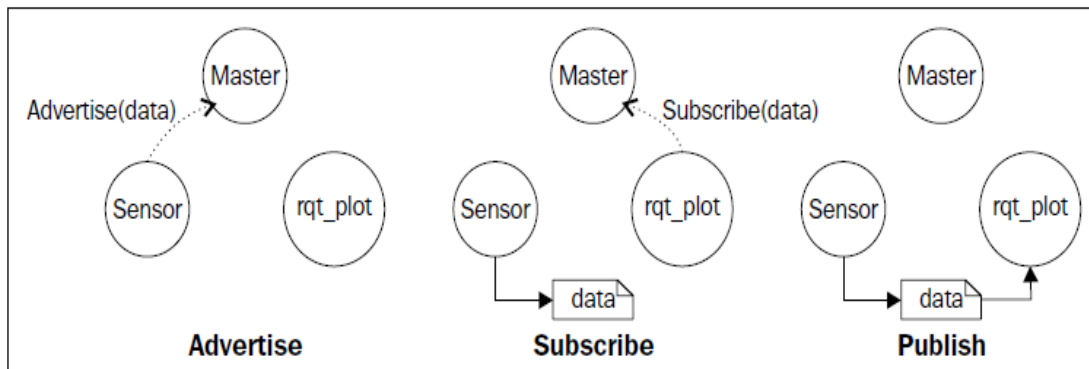 Master
Advertise(data)
Sensor
rqt_plot
Advertise
Master
Subscribe(data)
Sensor
rqt_plot
data
Subscribe
Master
Sensor
rqt_plot
data
Publish